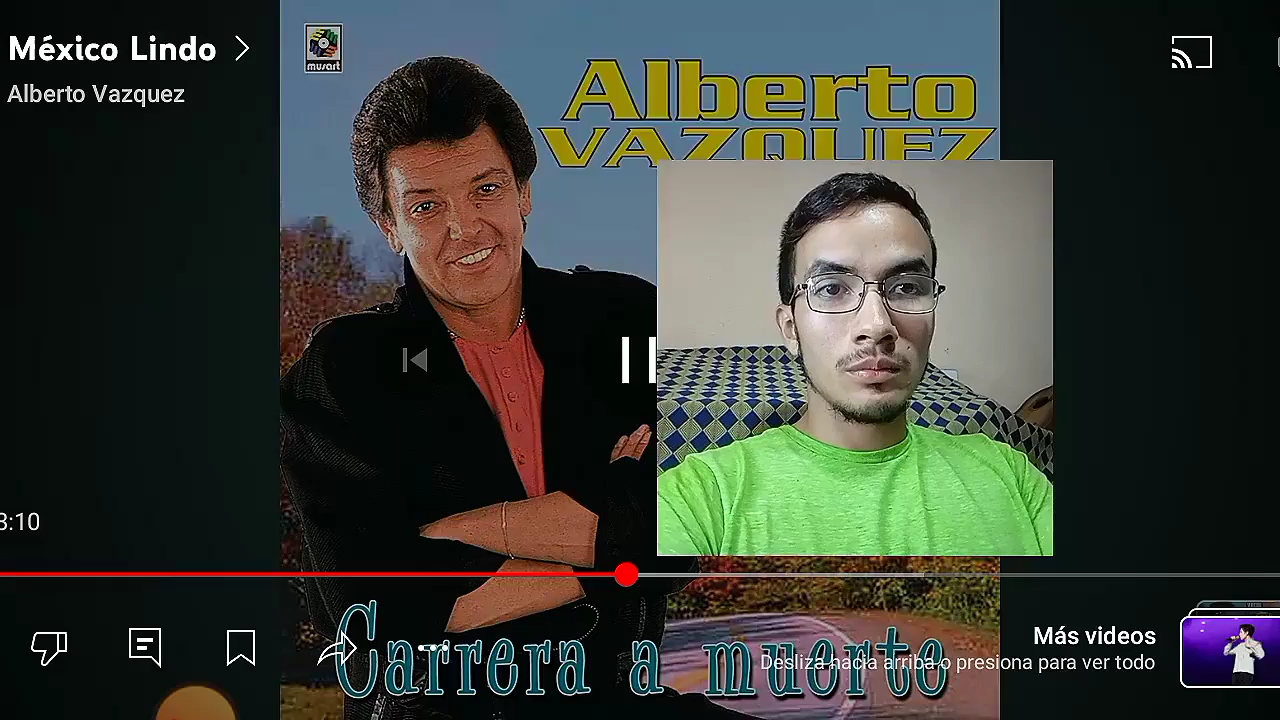 México Lindo
Alberto Vazquez
musart
Alberto
VAZQUEZ
3:10
Carrera a muerte
Más videos
Desliza hacia arriba o presiona para ver todo